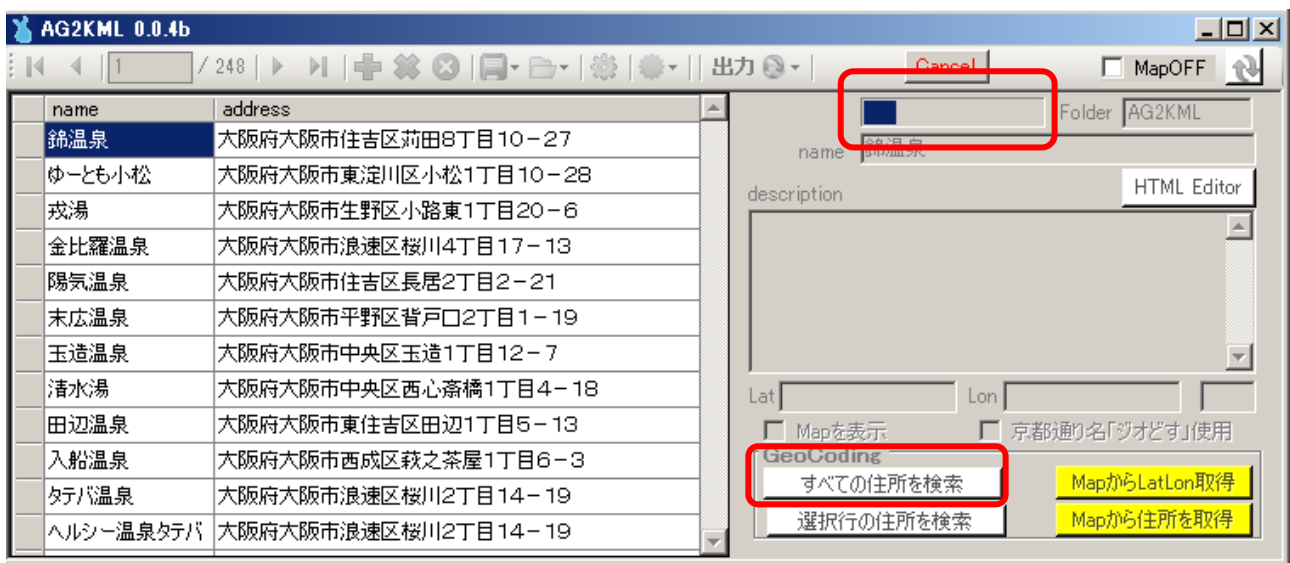 AG2KML 0.0.4b
1 / 248 出力 Cancel MapOFF
name address
錦温泉 大阪府大阪市住吉区苅田8丁目10-27
ゆーとも小松 大阪府大阪市東淀川区小松1丁目10-28
戎湯 大阪府大阪市生野区小路東1丁目20-6
金比羅温泉 大阪府大阪市浪速区桜川4丁目17-13
陽気温泉 大阪府大阪市住吉区長居2丁目2-21
末広温泉 大阪府大阪市平野区背戸口2丁目1-19
玉造温泉 大阪府大阪市中央区玉造1丁目12-7
清水湯 大阪府大阪市中央区西心斎橋1丁目4-18
田辺温泉 大阪府大阪市東住吉区田辺1丁目5-13
入船温泉 大阪府大阪市西成区萩之茶屋1丁目6-3
タテバ温泉 大阪府大阪市浪速区桜川2丁目14-19
ヘルシー温泉タテバ 大阪府大阪市浪速区桜川2丁目14-19
Folder AG2KML
name 錦温泉
description HTML Editor
Lat Lon
Mapを表示 京都通り名「ジオどす」使用
GeoCoding
すべての住所を検索 MapからLatLon取得
選択行の住所を検索 Mapから住所を取得